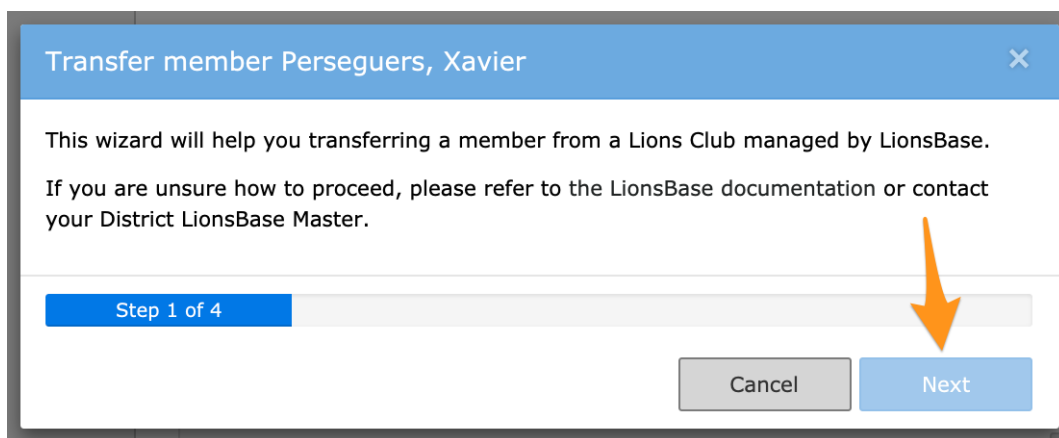 Transfer member Perseguers, Xavier ×
This wizard will help you transferring a member from a Lions Club managed by LionsBase.
If you are unsure how to proceed, please refer to the LionsBase documentation or contact
your District LionsBase Master.
Step 1 of 4
Cancel Next